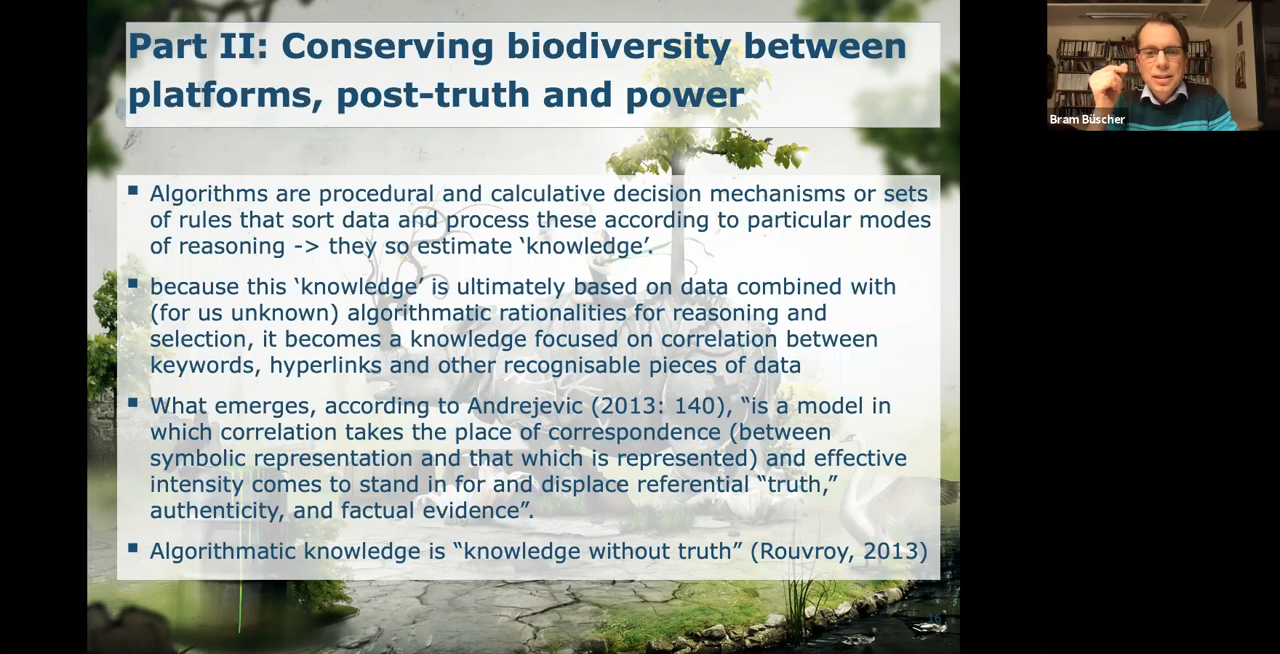 Part II: Conserving biodiversity between
platforms, post-truth and power
▪ Algorithms are procedural and calculative decision mechanisms or sets
of rules that sort data and process these according to particular modes
of reasoning -> they so estimate ‘knowledge’.
▪ because this ‘knowledge’ is ultimately based on data combined with
(for us unknown) algorithmatic rationalities for reasoning and
selection, it becomes a knowledge focused on correlation between
keywords, hyperlinks and other recognisable pieces of data
▪ What emerges, according to Andrejevic (2013: 140), “is a model in
which correlation takes the place of correspondence (between
symbolic representation and that which is represented) and effective
intensity comes to stand in for and displace referential “truth,”
authenticity, and factual evidence”.
▪ Algorithmatic knowledge is “knowledge without truth” (Rouvroy, 2013)
Bram Büscher